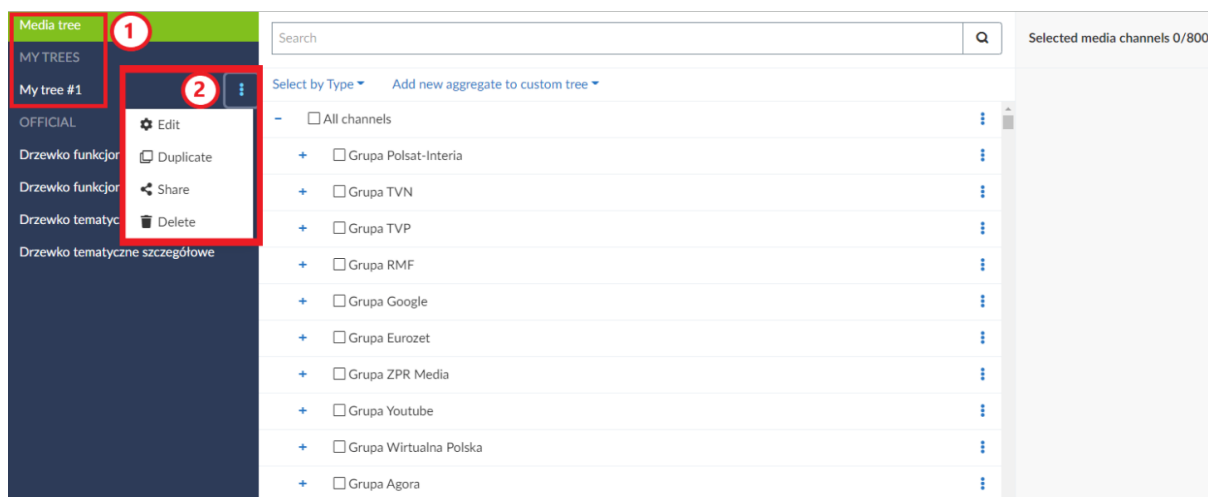 Media tree
1
MY TREES
My tree #1
2
OFFICIAL
Drzewko funkcjor
Drzewko funkcjor
Drzewko tematyc
Drzewko tematyczne szczegółowe
Edit
Duplicate
Share
Delete
Search
Select by Type
Add new aggregate to custom tree
All channels
Grupa Polsat-Interia
Grupa TVN
Grupa TVP
Grupa RMF
Grupa Google
Grupa Eurozet
Grupa ZPR Media
Grupa Youtube
Grupa Wirtualna Polska
Grupa Agora
Selected media channels 0/800